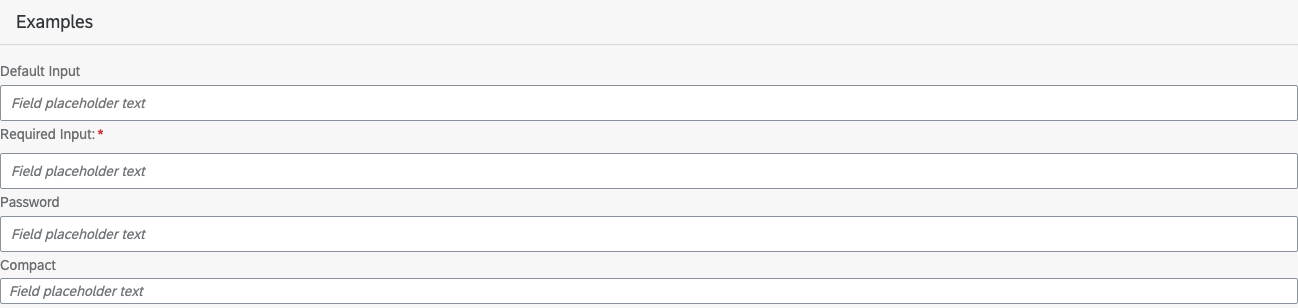 Examples
Default Input
Field placeholder text
Required Input:*
Field placeholder text
Password
Field placeholder text
Compact
Field placeholder text